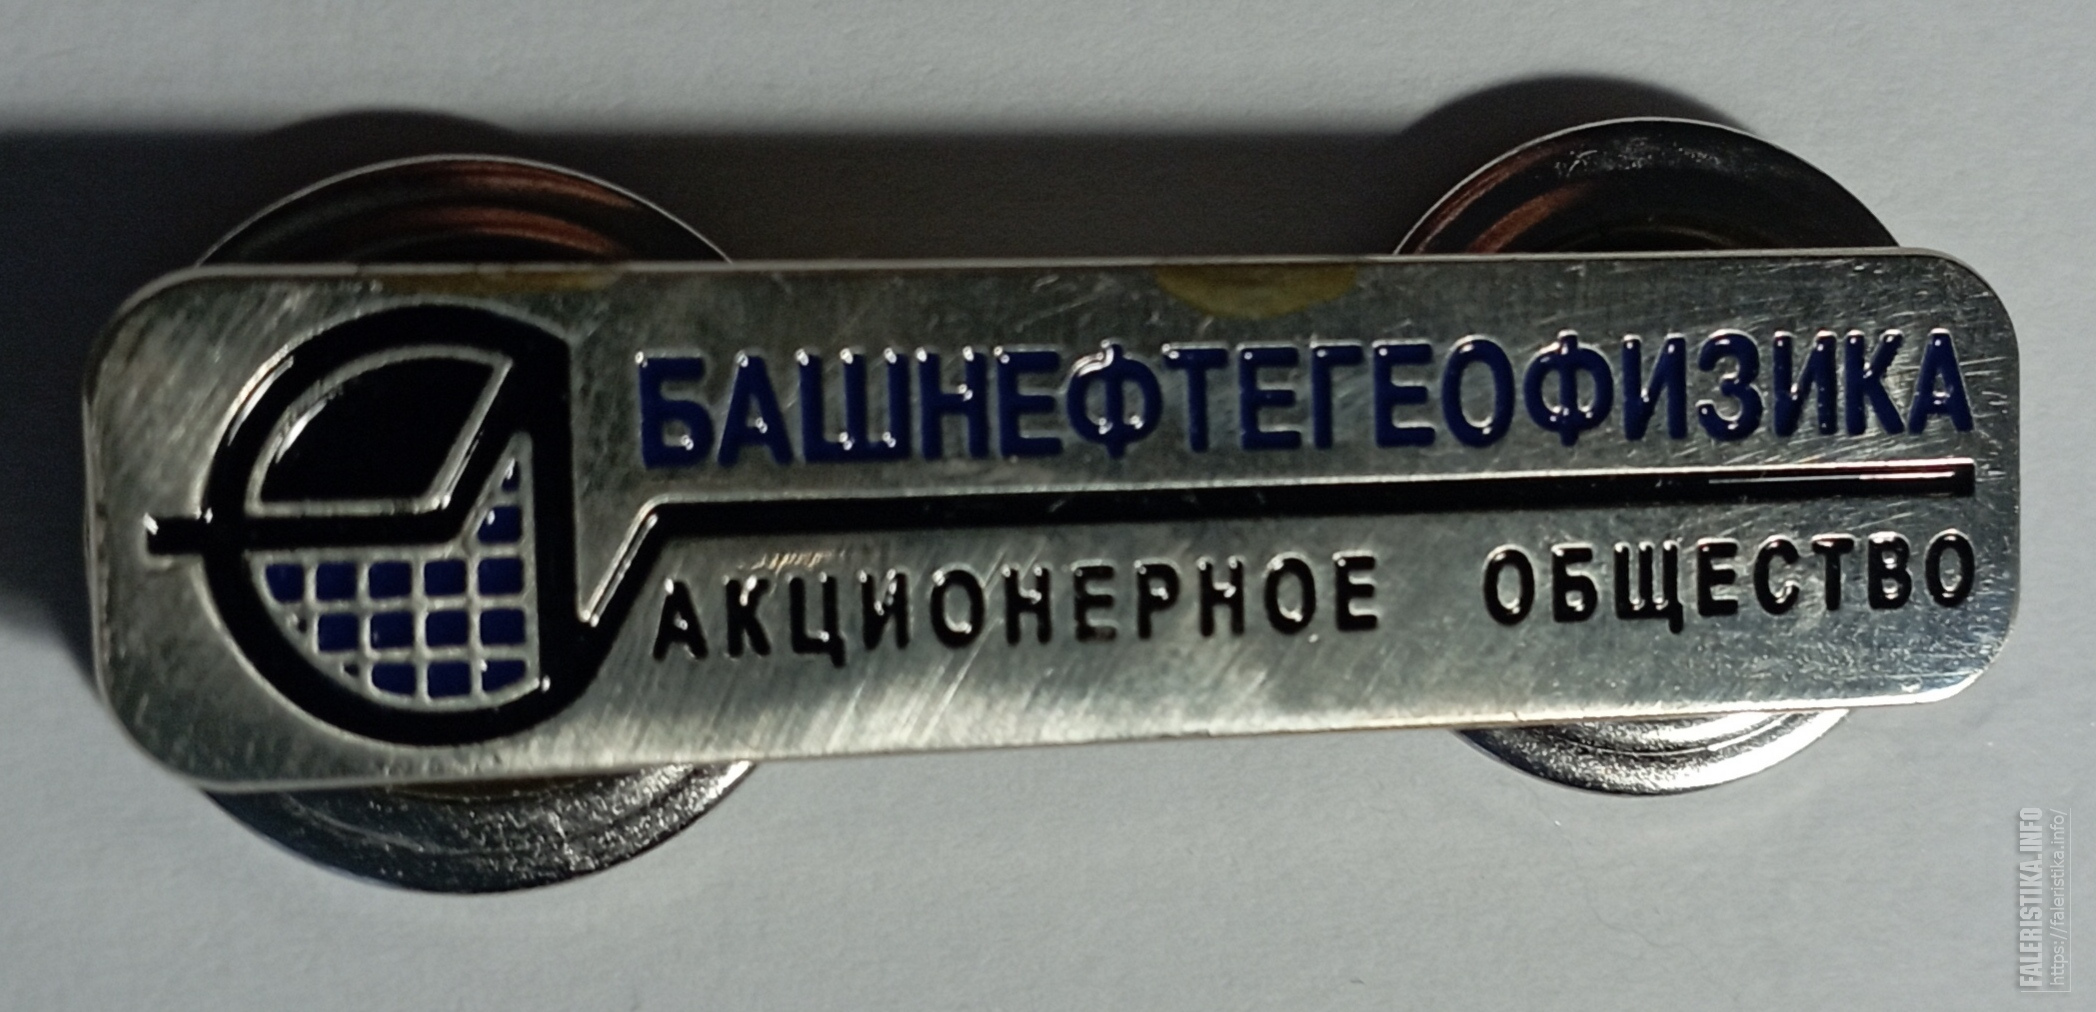 БАШНЕФТЕГЕОФИЗИКА
АКЦИОНЕРНОЕ ОБЩЕСТВО
FALERISTIKA.INFO
https://faleristika.info/